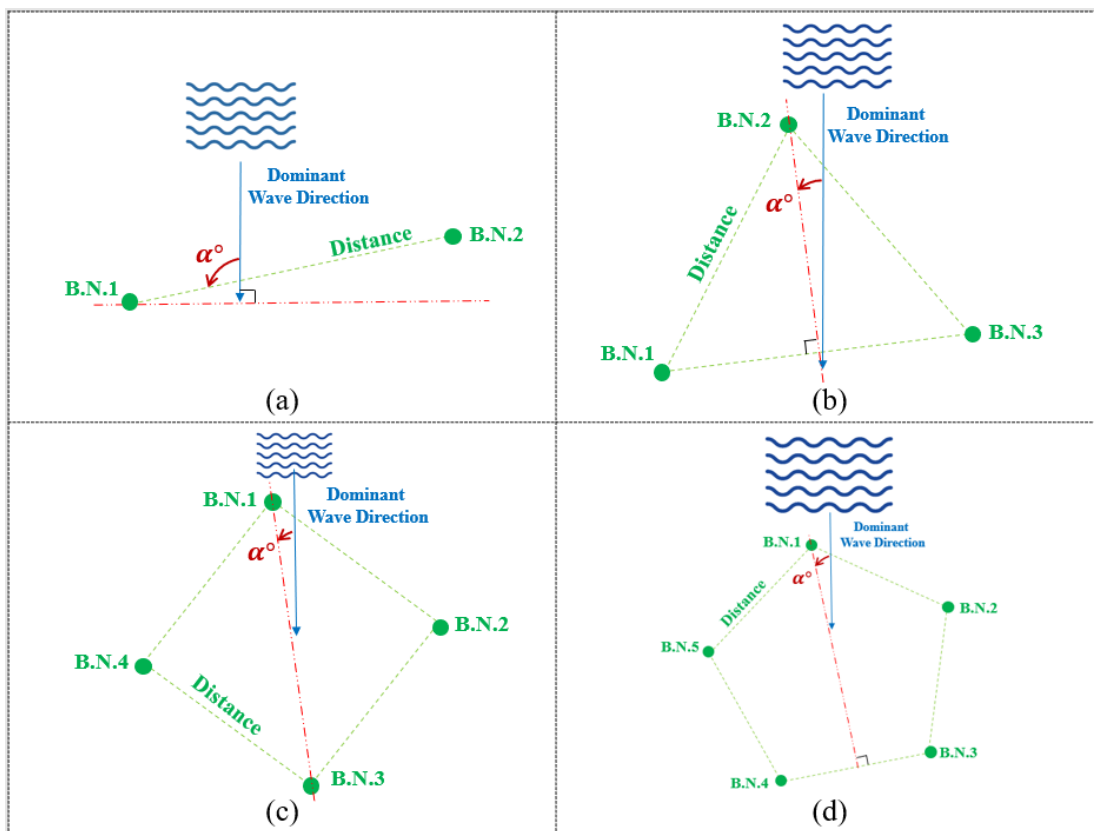 Dominant
Wave Direction
α°
Distance
B.N.2
B.N.1
(a)
Dominant
Wave Direction
B.N.2
α°
Distance
B.N.3
B.N.1
(b)
B.N.1
Dominant
Wave Direction
α°
B.N.2
B.N.4
Distance
B.N.3
(c)
Dominant
Wave Direction
B.N.1
α°
Distance
B.N.2
B.N.5
B.N.3
B.N.4
(d)